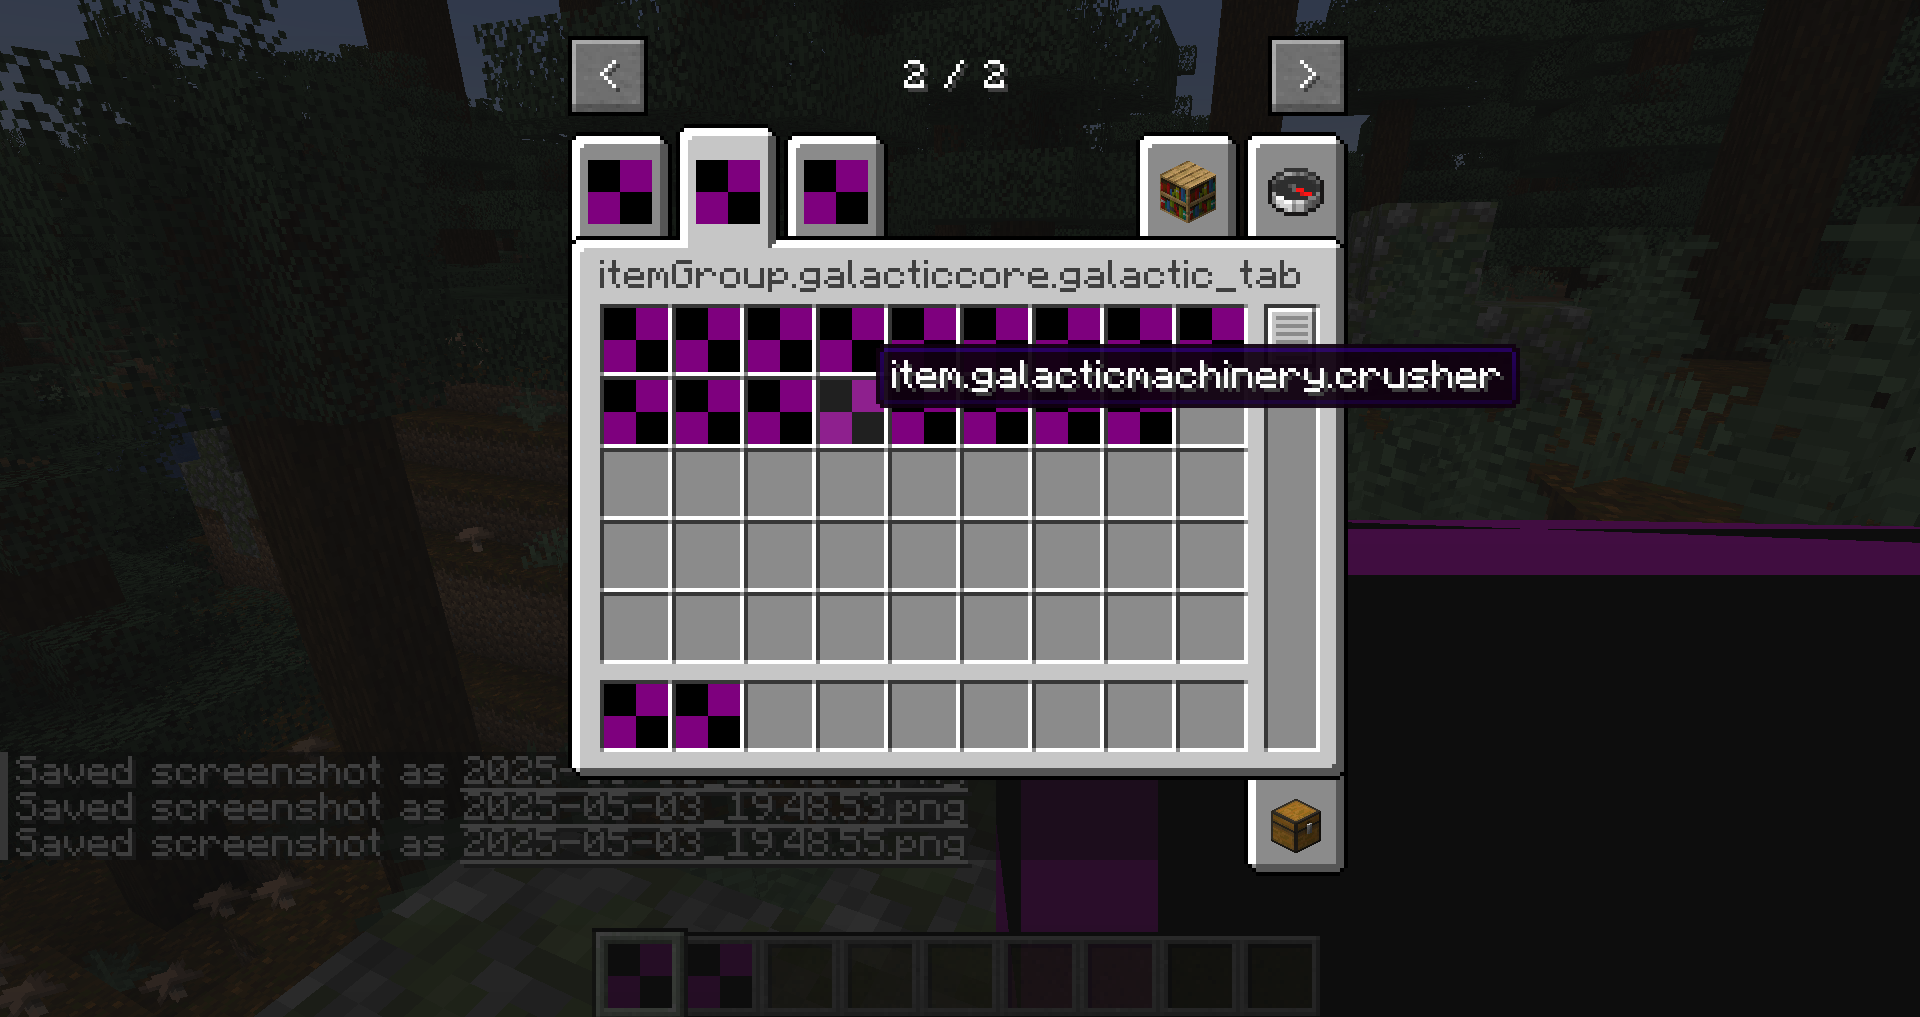 <
2 / 2
>
itemGroup.galacticcore.galactic_tab
item.galacticmachinery.crusher
Saved screenshot as 2025-
Saved screenshot as 2025-05-03_19.48.53.png
Saved screenshot as 2025-05-03_19.48.55.png